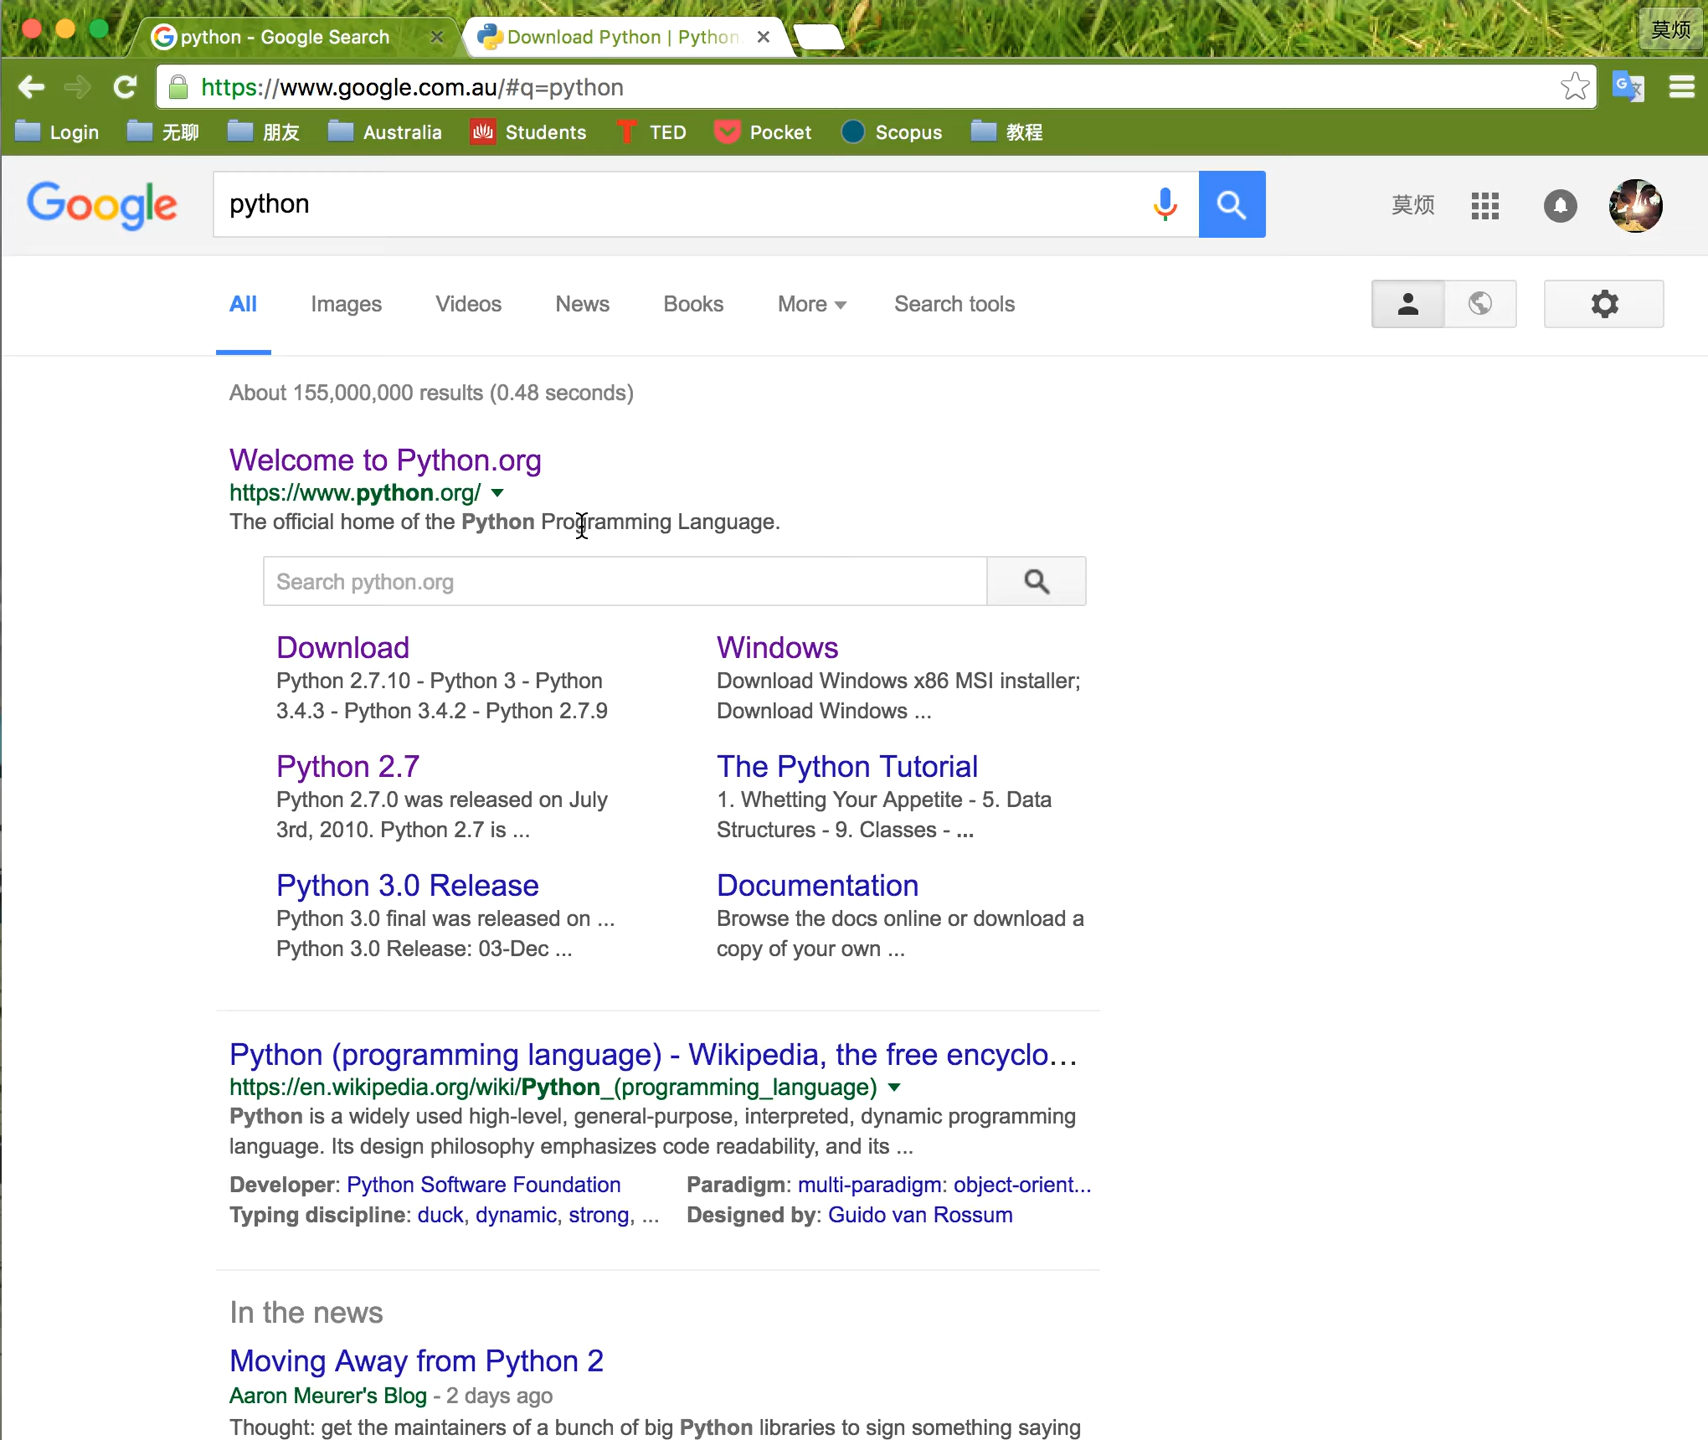 python - Google Search
Download Python | Python
莫烦
https://www.google.com.au/#q=python
Login
无聊
朋友
Australia
Students
TED
Pocket
Scopus
教程
Google
python
莫烦
All
Images
Videos
News
Books
More
Search tools
About 155,000,000 results (0.48 seconds)
Welcome to Python.org
https://www.python.org/
The official home of the Python Programming Language.
Search python.org
Download
Python 2.7.10 - Python 3 - Python
3.4.3 - Python 3.4.2 - Python 2.7.9
Windows
Download Windows x86 MSI installer;
Download Windows ...
Python 2.7
Python 2.7.0 was released on July
3rd, 2010. Python 2.7 is ...
The Python Tutorial
1. Whetting Your Appetite - 5. Data
Structures - 9. Classes - ...
Python 3.0 Release
Python 3.0 final was released on ...
Python 3.0 Release: 03-Dec ...
Documentation
Browse the docs online or download a
copy of your own ...
Python (programming language) - Wikipedia, the free encyclo...
https://en.wikipedia.org/wiki/Python_(programming_language)
Python is a widely used high-level, general-purpose, interpreted, dynamic programming
language. Its design philosophy emphasizes code readability, and its ...
Developer: Python Software Foundation
Paradigm: multi-paradigm: object-orient...
Typing discipline: duck, dynamic, strong, ...
Designed by: Guido van Rossum
In the news
Moving Away from Python 2
Aaron Meurer's Blog - 2 days ago
Thought: get the maintainers of a bunch of big Python libraries to sign something saying